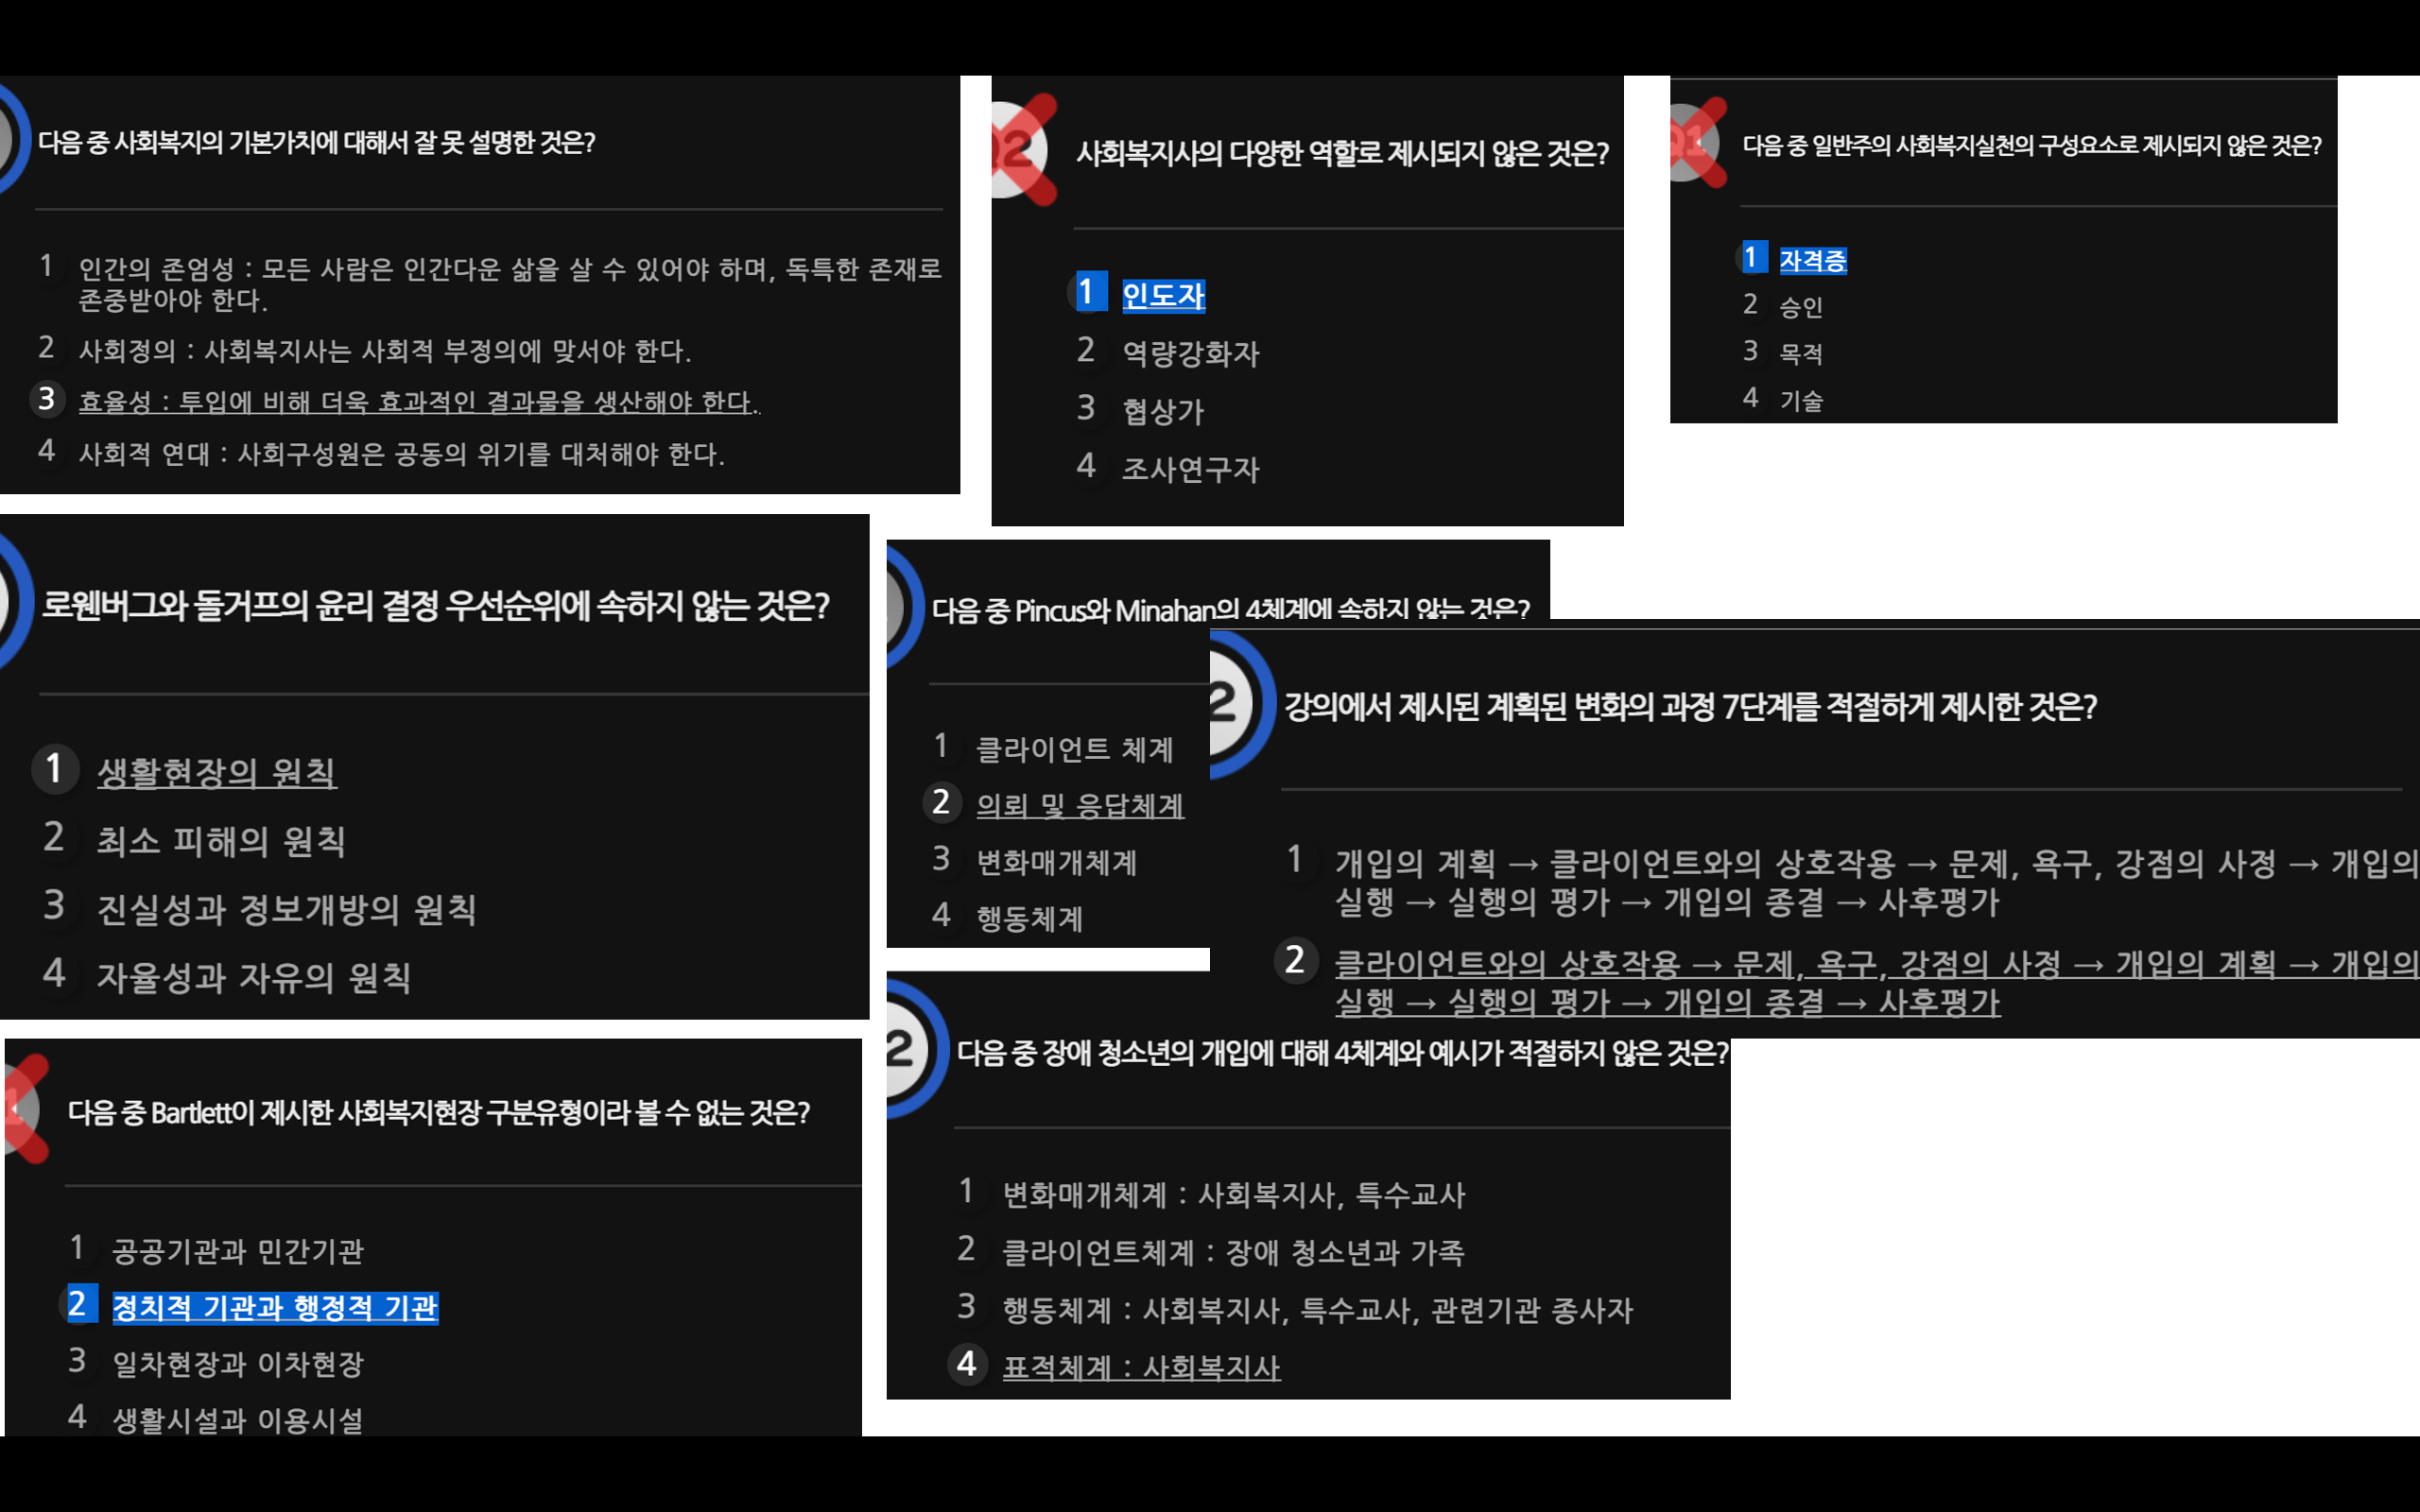 다음 중 사회복지의 기본가치에 대해서 잘 못 설명한 것은?
1 인간의 존엄성 : 모든 사람은 인간다운 삶을 살 수 있어야 하며, 독특한 존재로
존중받아야 한다.
2 사회정의 : 사회복지사는 사회적 부정의에 맞서야 한다.
3 효율성 : 투입에 비해 더욱 효과적인 결과물을 생산해야 한다.
4 사회적 연대 : 사회구성원은 공동의 위기를 대처해야 한다.
2 사회복지사의 다양한 역할로 제시되지 않은 것은?
1 인도자
2 역량강화자
3 협상가
4 조사연구자
Q1 다음 중 일반주의 사회복지실천의 구성요소로 제시되지 않은 것은?
1 자격증
2 승인
3 목적
4 기술
로웬버그와 돌거프의 윤리 결정 우선순위에 속하지 않는 것은?
1 생활현장의 원칙
2 최소 피해의 원칙
3 진실성과 정보개방의 원칙
4 자율성과 자유의 원칙
다음 중 Pincus와 Minahan의 4체계에 속하지 않는 것은?
1 클라이언트 체계
2 의뢰 및 응답체계
3 변화매개체계
4 행동체계
2 강의에서 제시된 계획된 변화의 과정 7단계를 적절하게 제시한 것은?
1 개입의 계획 → 클라이언트와의 상호작용 → 문제, 욕구, 강점의 사정 → 개입의
실행 → 실행의 평가 → 개입의 종결 → 사후평가
2 클라이언트와의 상호작용 → 문제, 욕구, 강점의 사정 → 개입의 계획 → 개입의
실행 → 실행의 평가 → 개입의 종결 → 사후평가
다음 중 Bartlett이 제시한 사회복지현장 구분유형이라 볼 수 없는 것은?
1 공공기관과 민간기관
2 정치적 기관과 행정적 기관
3 일차현장과 이차현장
4 생활시설과 이용시설
2 다음 중 장애 청소년의 개입에 대해 4체계와 예시가 적절하지 않은 것은?
1 변화매개체계 : 사회복지사, 특수교사
2 클라이언트체계 : 장애 청소년과 가족
3 행동체계 : 사회복지사, 특수교사, 관련기관 종사자
4 표적체계 : 사회복지사